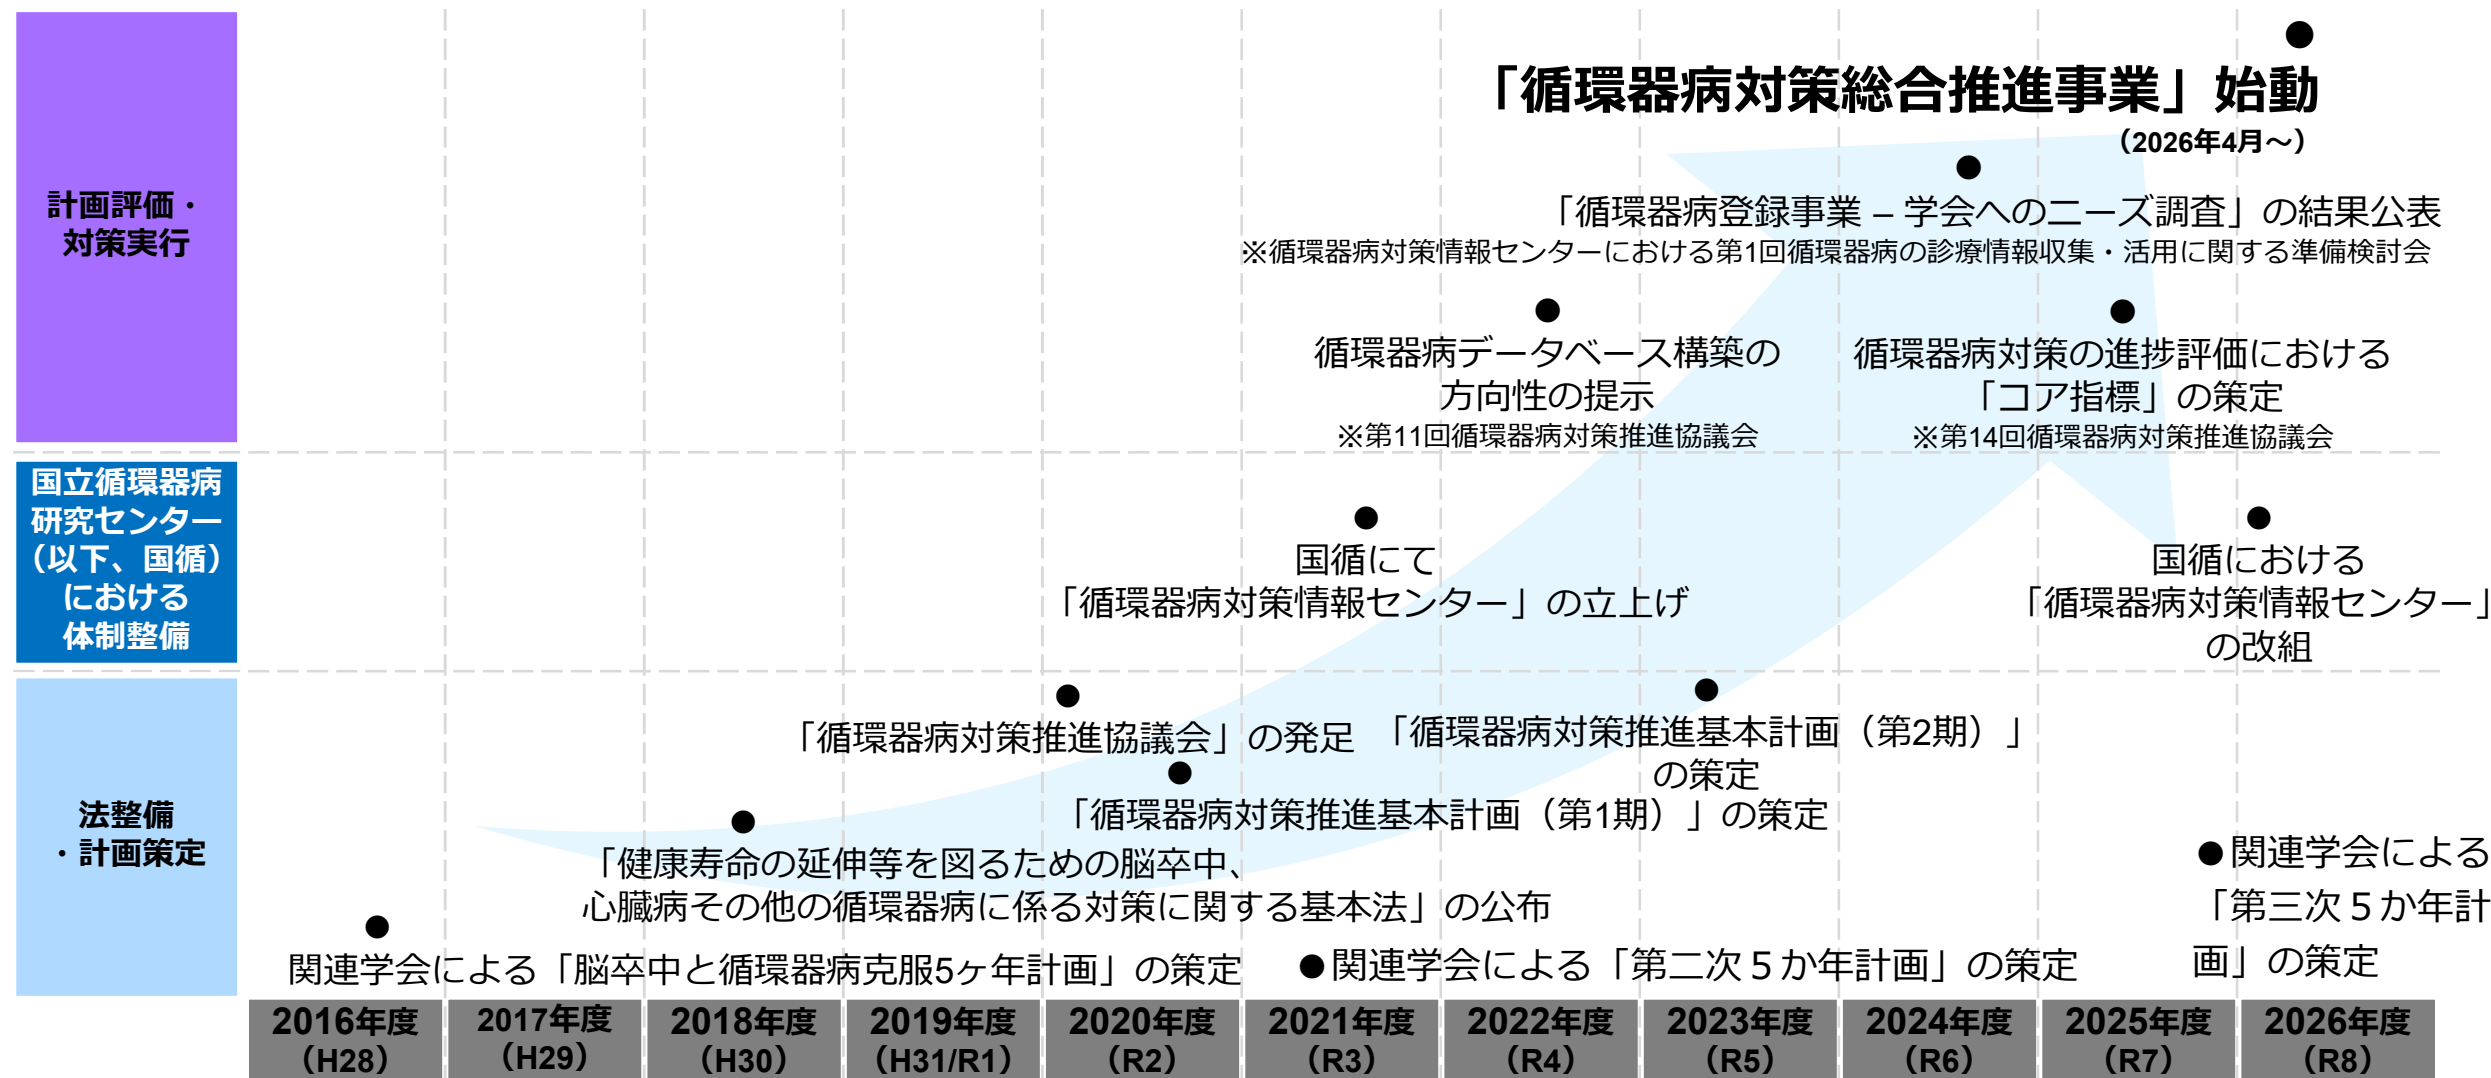 計画評価・
対策実行
●
「循環器病対策総合推進事業」始動
（2026年4月～）
●
「循環器病登録事業 – 学会へのニーズ調査」の結果公表
※循環器病対策情報センターにおける第1回循環器病の診療情報収集・活用に関する準備検討会
●
循環器病データベース構築の
方向性の提示
※第11回循環器病対策推進協議会
●
循環器病対策の進捗評価における
「コア指標」の策定
※第14回循環器病対策推進協議会
国立循環器病
研究センター
（以下、国循）
における
体制整備
●
国循にて
「循環器病対策情報センター」の立上げ
●
国循における
「循環器病対策情報センター」
の改組
法整備
・計画策定
●
「循環器病対策推進協議会」の発足
●
「循環器病対策推進基本計画（第2期）」
の策定
●
「循環器病対策推進基本計画（第1期）」の策定
●
「健康寿命の延伸等を図るための脳卒中、
心臓病その他の循環器病に係る対策に関する基本法」の公布
●
関連学会による「脳卒中と循環器病克服5ヶ年計画」の策定
●関連学会による「第二次５か年計画」の策定
●関連学会による
「第三次５か年計
画」の策定
2016年度
（H28）
2017年度
（H29）
2018年度
（H30）
2019年度
（H31/R1）
2020年度
（R2）
2021年度
（R3）
2022年度
（R4）
2023年度
（R5）
2024年度
（R6）
2025年度
（R7）
2026年度
（R8）